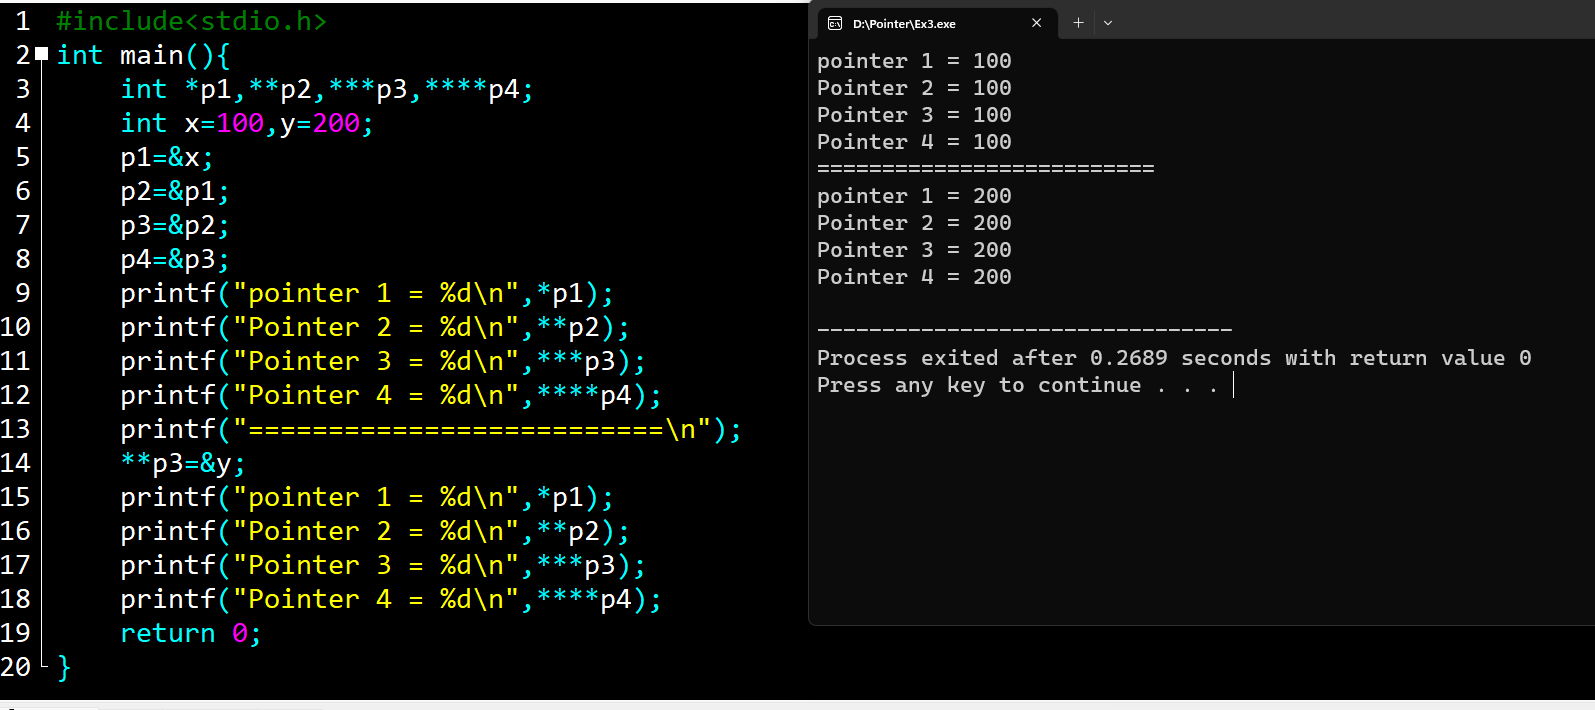 1 #include<stdio.h>
2 int main(){
3 int *p1,**p2,***p3,****p4;
4 int x=100,y=200;
5 p1=&x;
6 p2=&p1;
7 p3=&p2;
8 p4=&p3;
9 printf("pointer 1 = %d\n",*p1);
10 printf("Pointer 2 = %d\n",**p2);
11 printf("Pointer 3 = %d\n",***p3);
12 printf("Pointer 4 = %d\n",****p4);
13 printf("==========================\n");
14 **p3=&y;
15 printf("pointer 1 = %d\n",*p1);
16 printf("Pointer 2 = %d\n",**p2);
17 printf("Pointer 3 = %d\n",***p3);
18 printf("Pointer 4 = %d\n",****p4);
19 return 0;
20 }
D:\Pointer\Ex3.exe
pointer 1 = 100
Pointer 2 = 100
Pointer 3 = 100
Pointer 4 = 100
==========================
pointer 1 = 200
Pointer 2 = 200
Pointer 3 = 200
Pointer 4 = 200
--------------------------------
Process exited after 0.2689 seconds with return value 0
Press any key to continue . . .